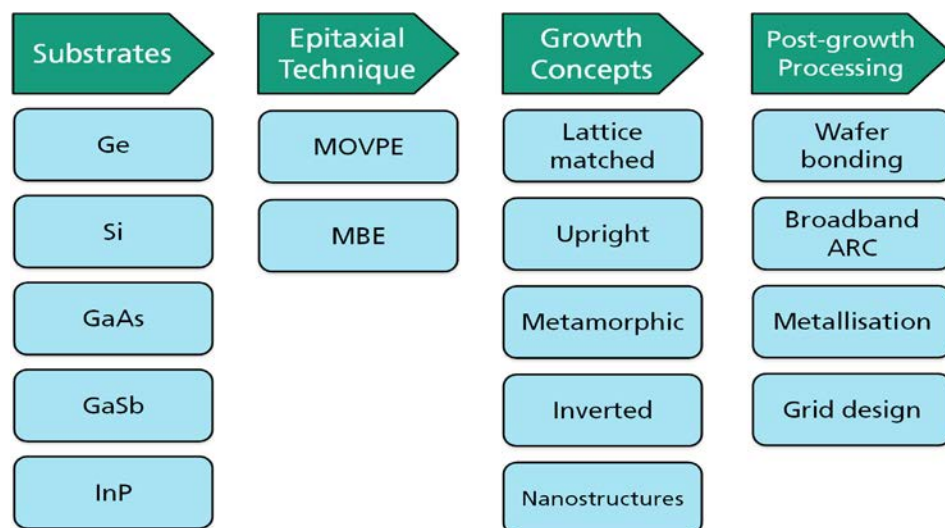 Substrates
Ge
Si
GaAs
GaSb
InP
Epitaxial
Technique
MOVPE
MBE
Growth
Concepts
Lattice
matched
Upright
Metamorphic
Inverted
Nanostructures
Post-growth
Processing
Wafer
bonding
Broadband
ARC
Metallisation
Grid design